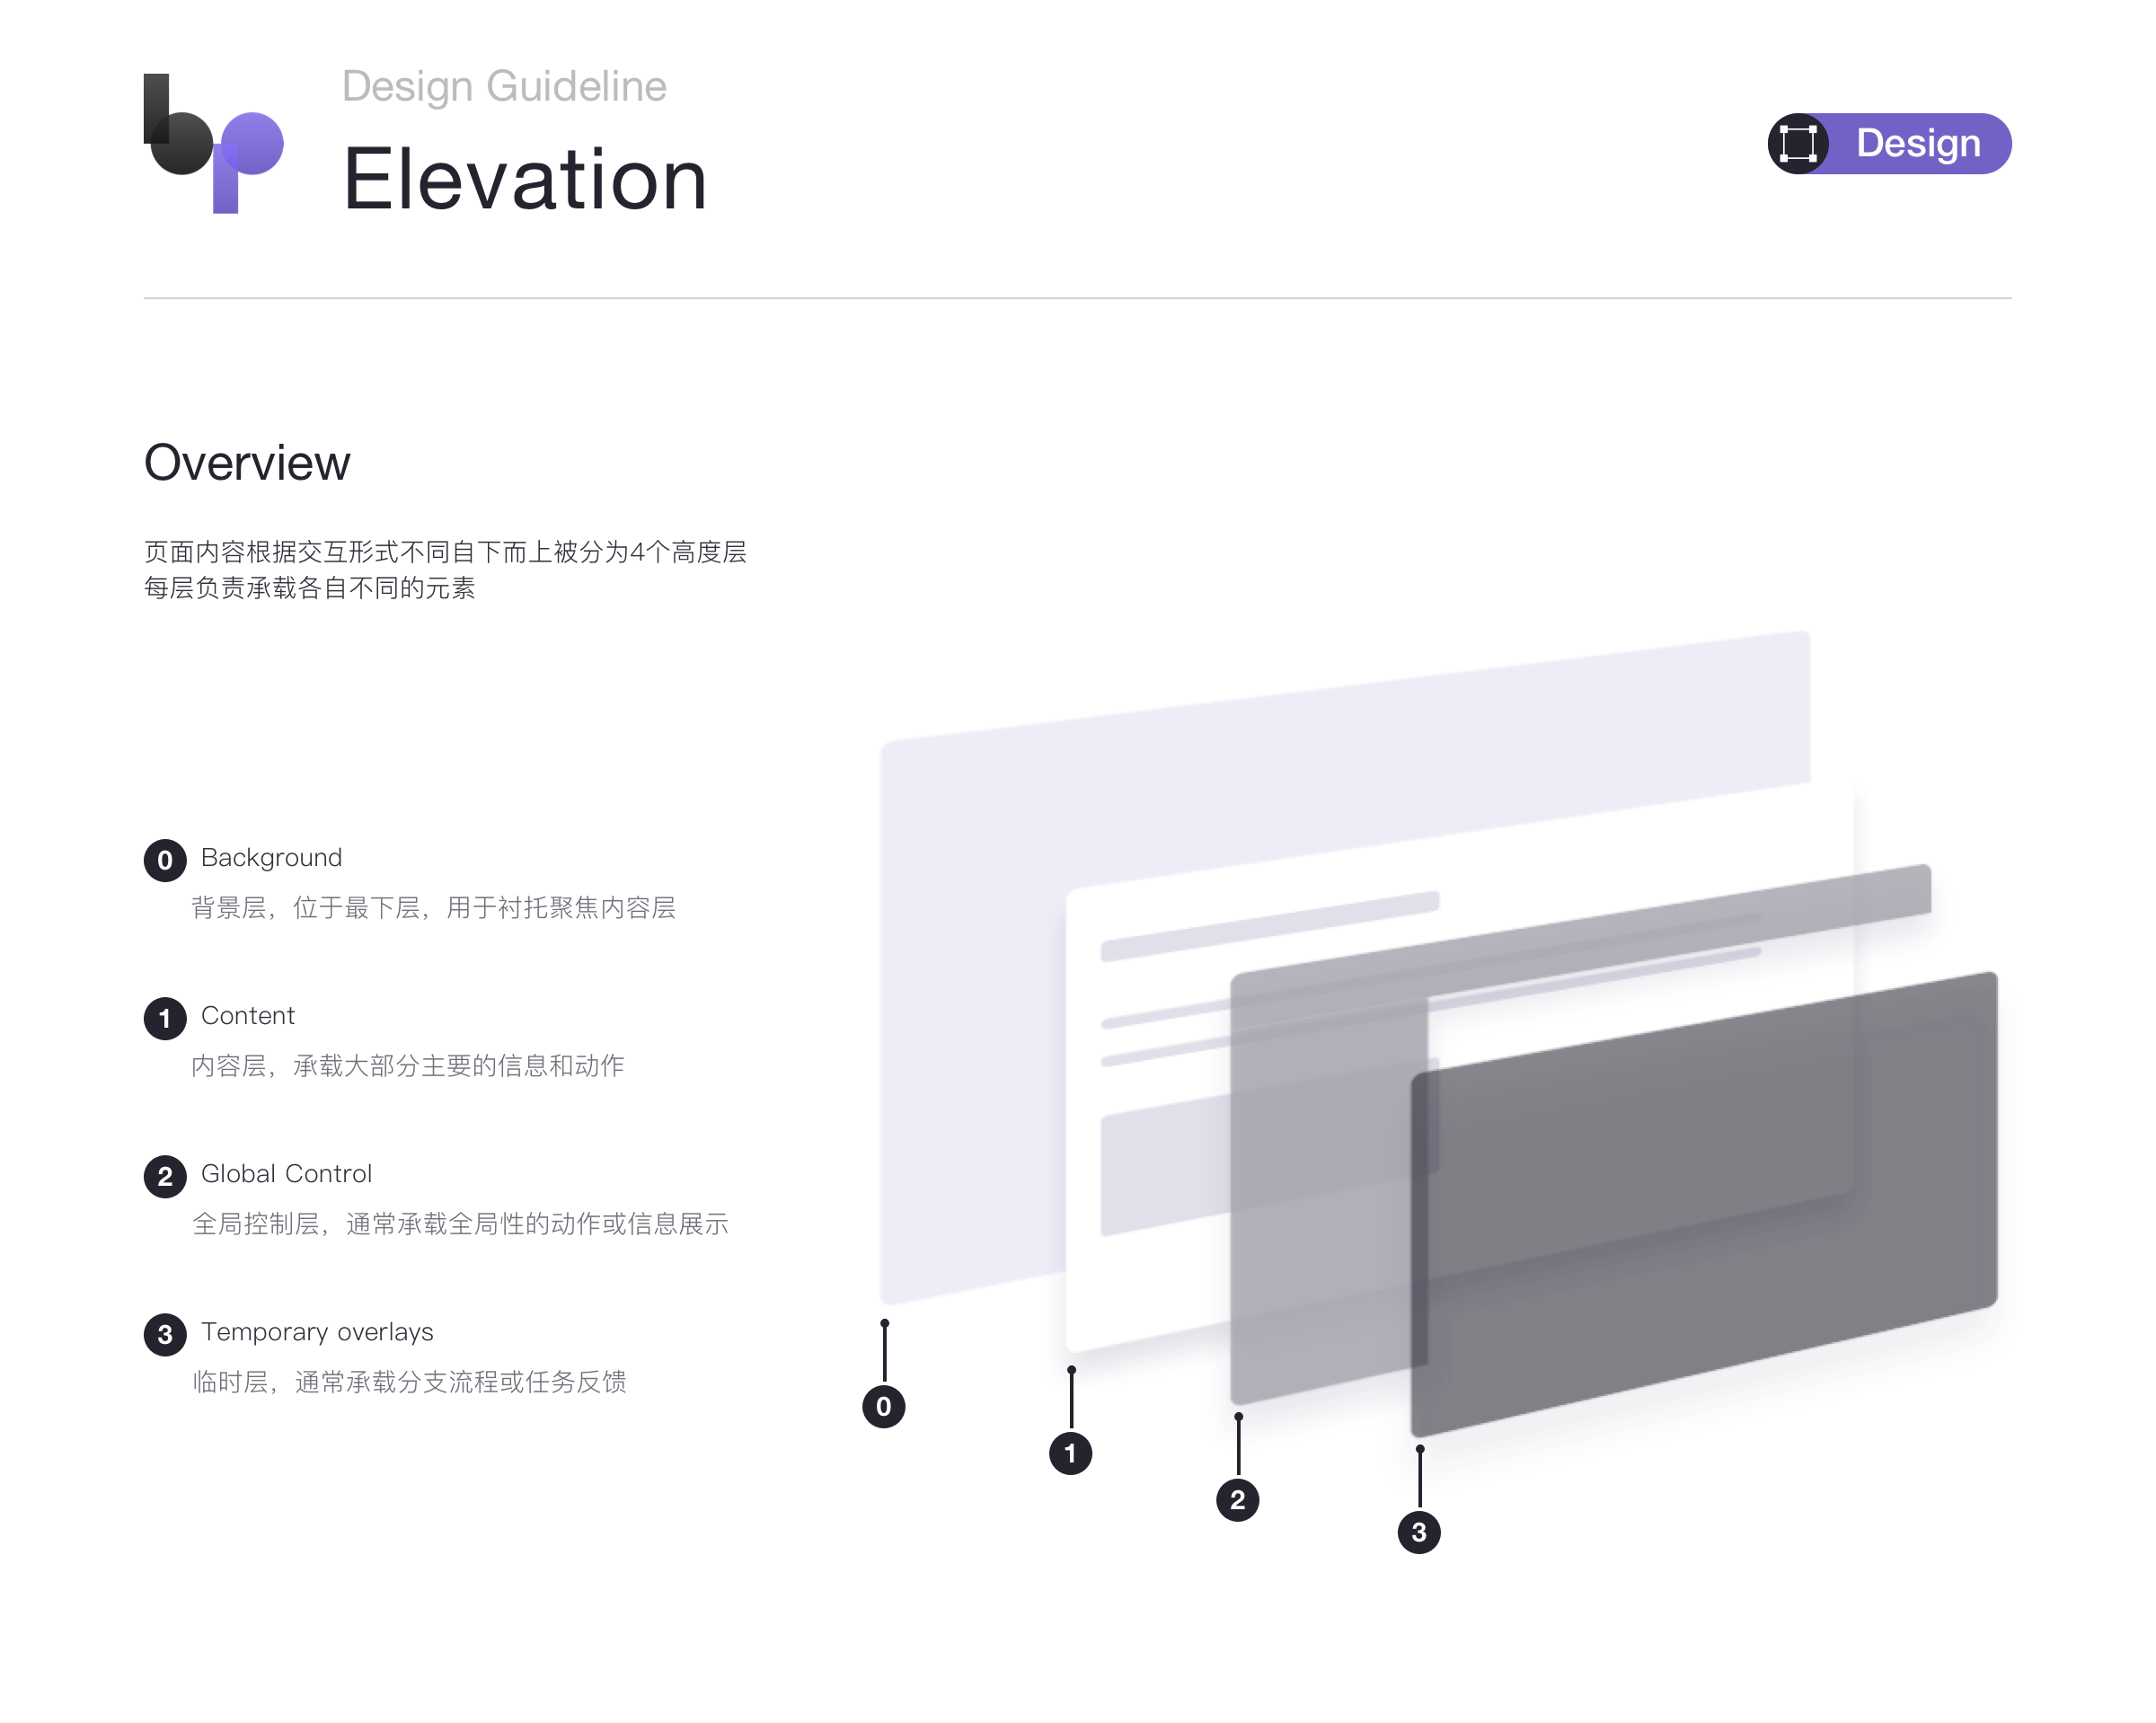 bp
Design Guideline
Elevation
Design
Overview
页面内容根据交互形式不同自下而上被分为4个高度层
每层负责承载各自不同的元素
0 Background
背景层，位于最下层，用于衬托聚焦内容层
1 Content
内容层，承载大部分主要的信息和动作
2 Global Control
全局控制层，通常承载全局性的动作或信息展示
3 Temporary overlays
临时层，通常承载分支流程或任务反馈
0
1
2
3